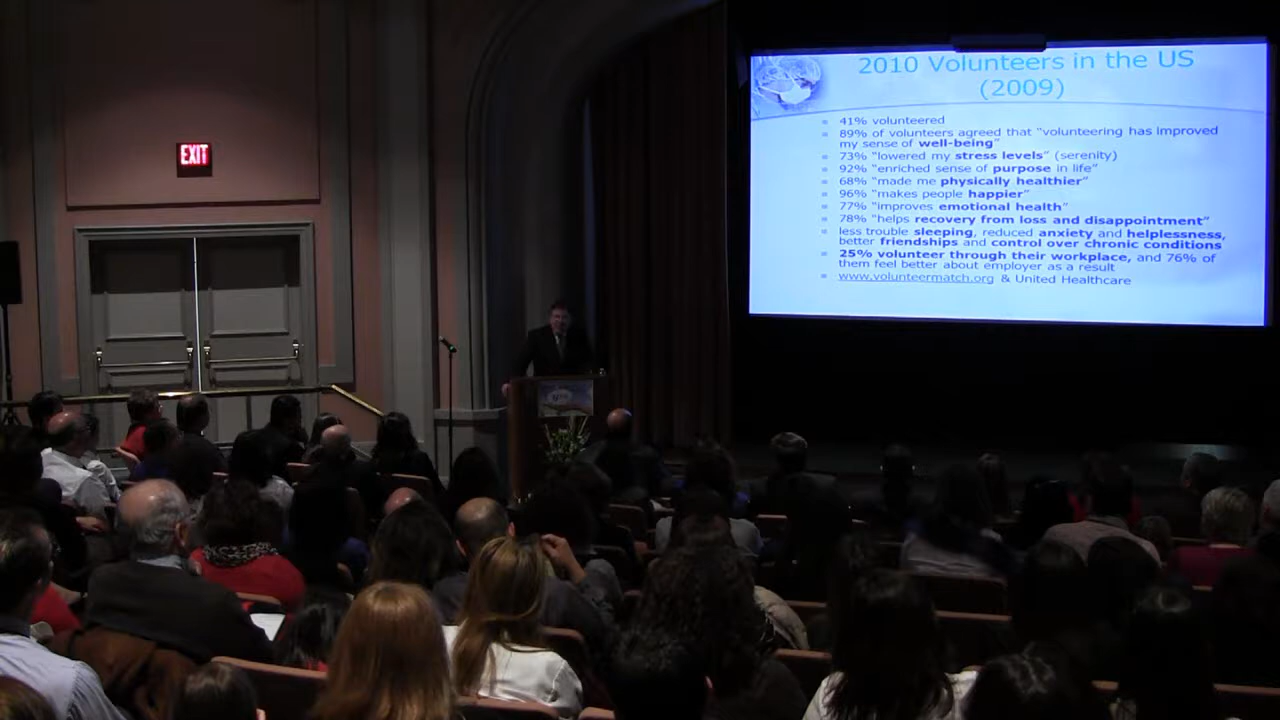 EXIT
2010 Volunteers in the US
(2009)
41% volunteered
89% of volunteers agreed that "volunteering has improved
my sense of well-being"
73% "lowered my stress levels" (serenity)
92% "enriched sense of purpose in life"
68% "made me physically healthier"
96% "makes people happier"
77% "improves emotional health"
78% "helps recovery from loss and disappointment"
less trouble sleeping, reduced anxiety and helplessness,
better friendships and control over chronic conditions
25% volunteer through their workplace, and 76% of
them feel better about employer as a result
www.volunteermatch.org & United Healthcare